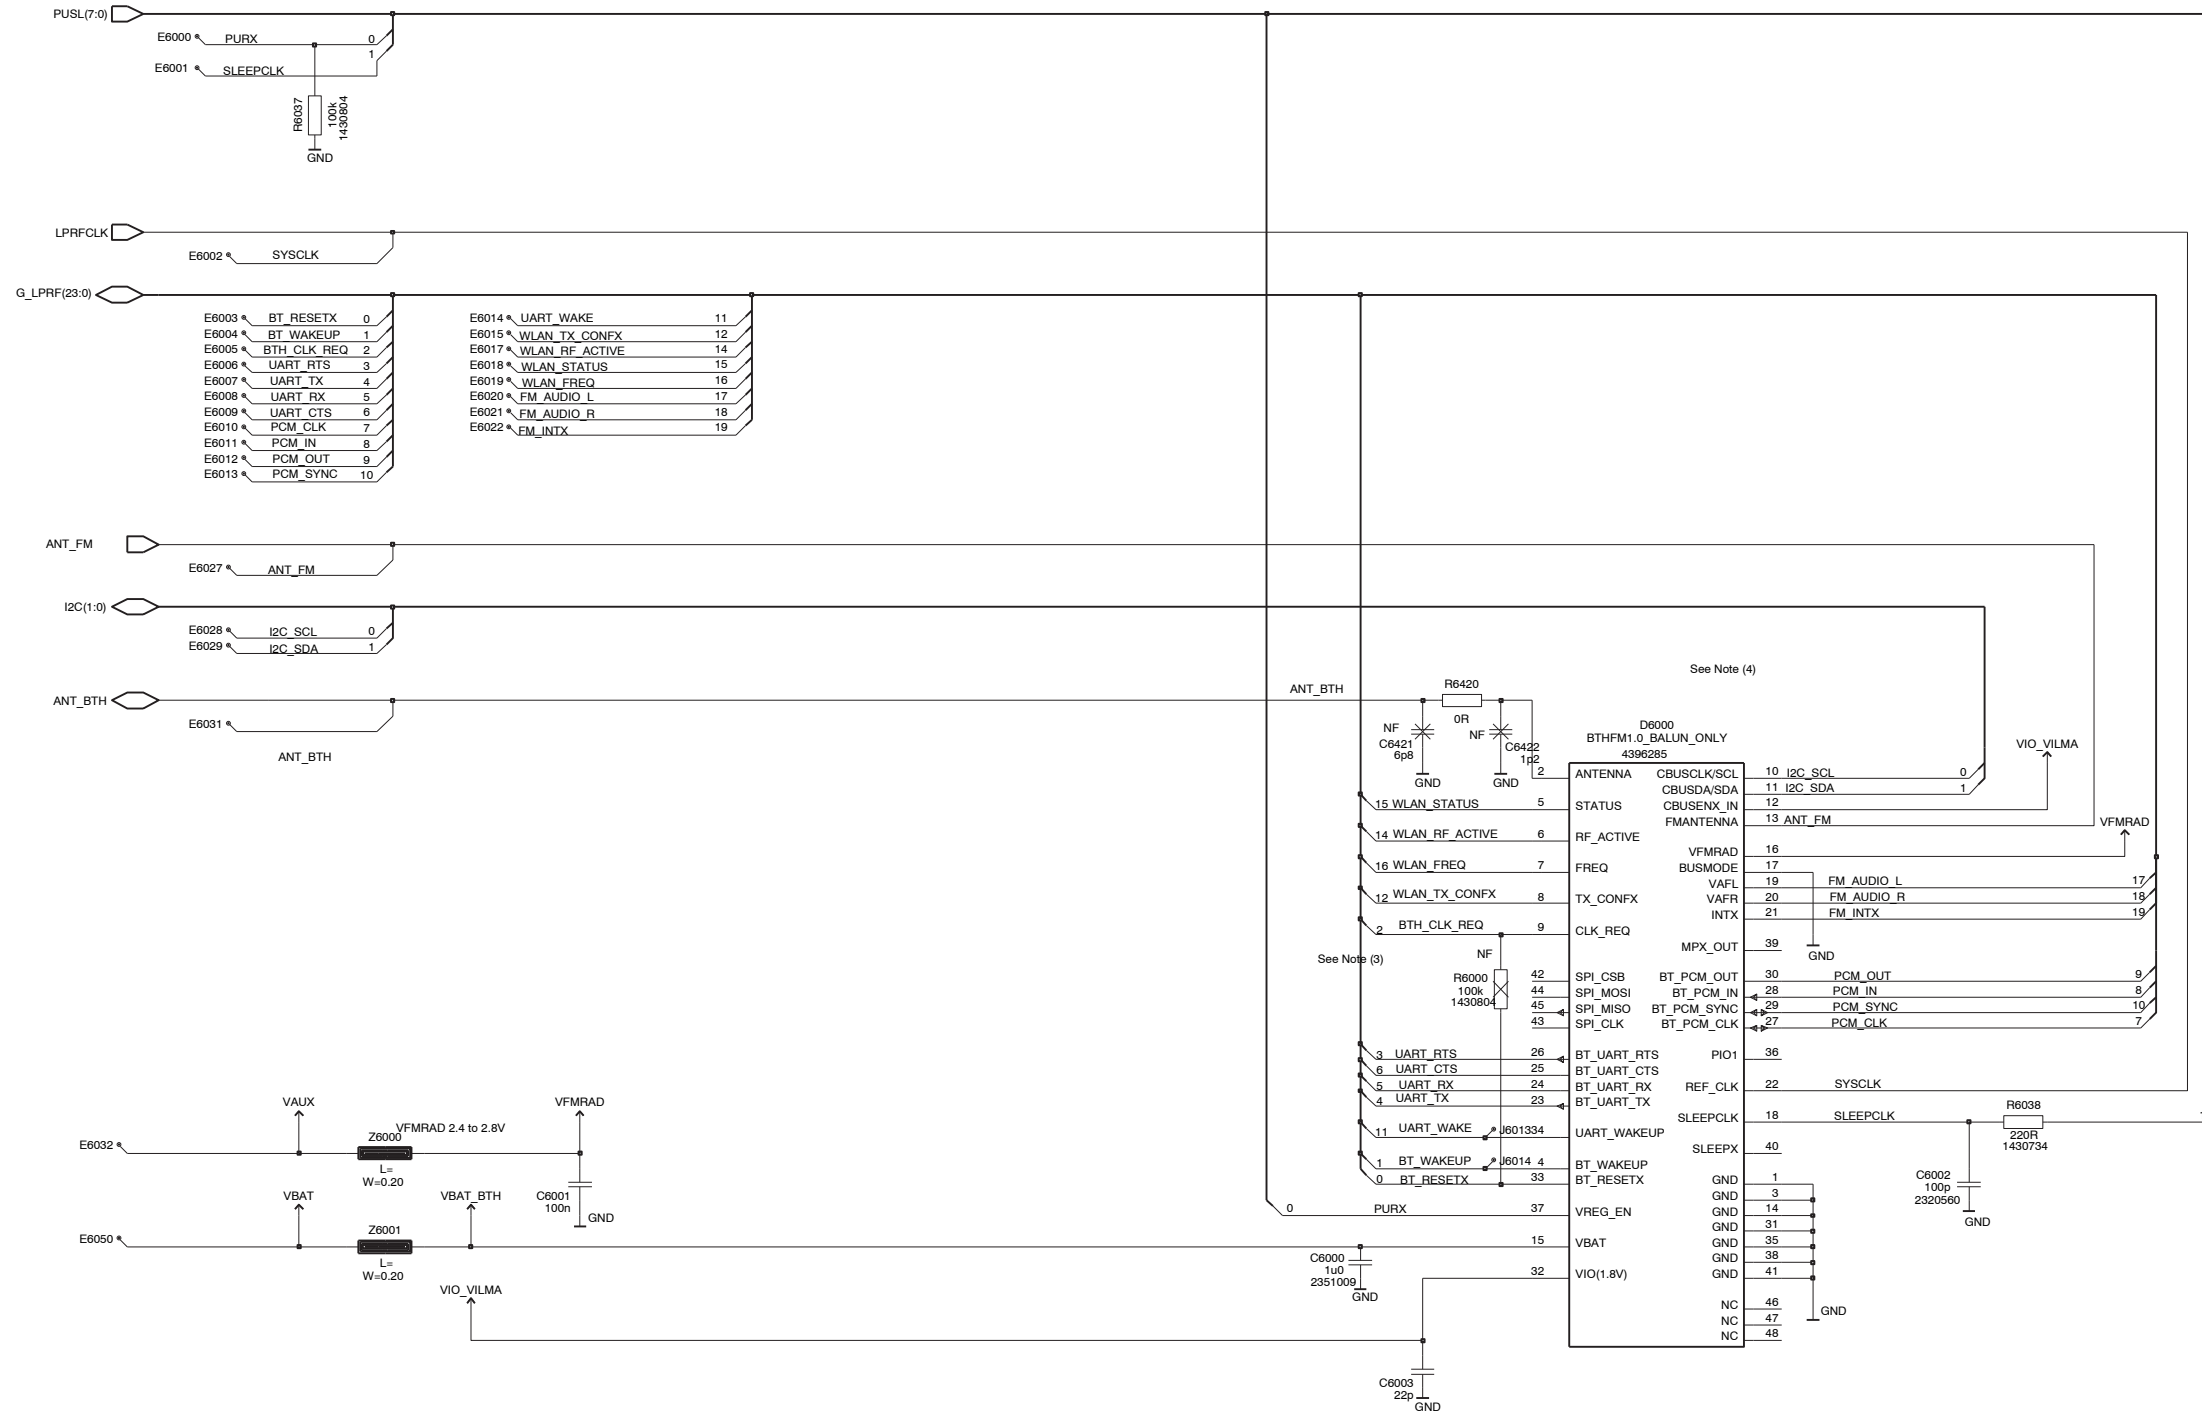 PUSL(7:0)
E6000 PURX 0
1
E6001 SLEEPCLK
R6037
100k
1430804
GND
LPRFCLK
E6002 SYSCLK
G_LPRF(23:0)
E6003 BT_RESETX 0
E6004 BT_WAKEUP 1
E6005 BTH_CLK_REQ 2
E6006 UART_RTS 3
E6007 UART_TX 4
E6008 UART_RX 5
E6009 UART_CTS 6
E6010 PCM_CLK 7
E6011 PCM_IN 8
E6012 PCM_OUT 9
E6013 PCM_SYNC 10
E6014 UART_WAKE 11
E6015 WLAN_TX_CONFX 12
E6017 WLAN_RF_ACTIVE 14
E6018 WLAN_STATUS 15
E6019 WLAN_FREQ 16
E6020 FM_AUDIO_L 17
E6021 FM_AUDIO_R 18
E6022 FM_INTX 19
ANT_FM
E6027 ANT_FM
I2C(1:0)
E6028 I2C_SCL 0
E6029 I2C_SDA 1
ANT_BTH
E6031
ANT_BTH
ANT_BTH
R6420
0R
NF
C6421
6p8
GND
NF
C6422
1p2
GND
See Note (4)
D6000
BTHFM1.0_BALUN_ONLY
4396285
2 ANTENNA
15 WLAN_STATUS 5 STATUS
14 WLAN_RF_ACTIVE 6 RF_ACTIVE
16 WLAN_FREQ 7 FREQ
12 WLAN_TX_CONFX 8 TX_CONFX
2 BTH_CLK_REQ 9 CLK_REQ
See Note (3)
NF
R6000
100k
1430804
42 SPI_CSB
44 SPI_MOSI
45 SPI_MISO
43 SPI_CLK
3 UART_RTS 26 BT_UART_RTS
6 UART_CTS 25 BT_UART_CTS
5 UART_RX 24 BT_UART_RX
4 UART_TX 23 BT_UART_TX
11 UART_WAKE J601334 UART_WAKEUP
1 BT_WAKEUP J6014 4 BT_WAKEUP
0 BT_RESETX 33 BT_RESETX
0 PURX 37 VREG_EN
15 VBAT
32 VIO(1.8V)
CBUSCLK/SCL 10 I2C_SCL 0
CBUSDA/SDA 11 I2C_SDA 1
CBUSENX_IN 12
VIO_VILMA
FMANTENNA 13 ANT_FM
VFMRAD
VFMRAD 16
BUSMODE 17
VAFL 19 FM_AUDIO_L 17
VAFR 20 FM_AUDIO_R 18
INTX 21 FM_INTX 19
MPX_OUT 39
GND
BT_PCM_OUT 30 PCM_OUT 9
BT_PCM_IN 28 PCM_IN 8
BT_PCM_SYNC 29 PCM_SYNC 10
BT_PCM_CLK 27 PCM_CLK 7
PIO1 36
REF_CLK 22 SYSCLK
SLEEPCLK 18 SLEEPCLK
R6038
220R
1430734
SLEEPX 40
C6002
100p
2320560
GND
GND 1
GND 3
GND 14
GND 31
GND 35
GND 38
GND 41
GND
NC 46
NC 47
NC 48
VAUX
VFMRAD 2.4 to 2.8V
VFMRAD
E6032
Z6000
L=
W=0.20
C6001
100n
GND
VBAT
VBAT_BTH
E6050
Z6001
L=
W=0.20
VIO_VILMA
C6000
1u0
2351009
GND
C6003
22p
GND